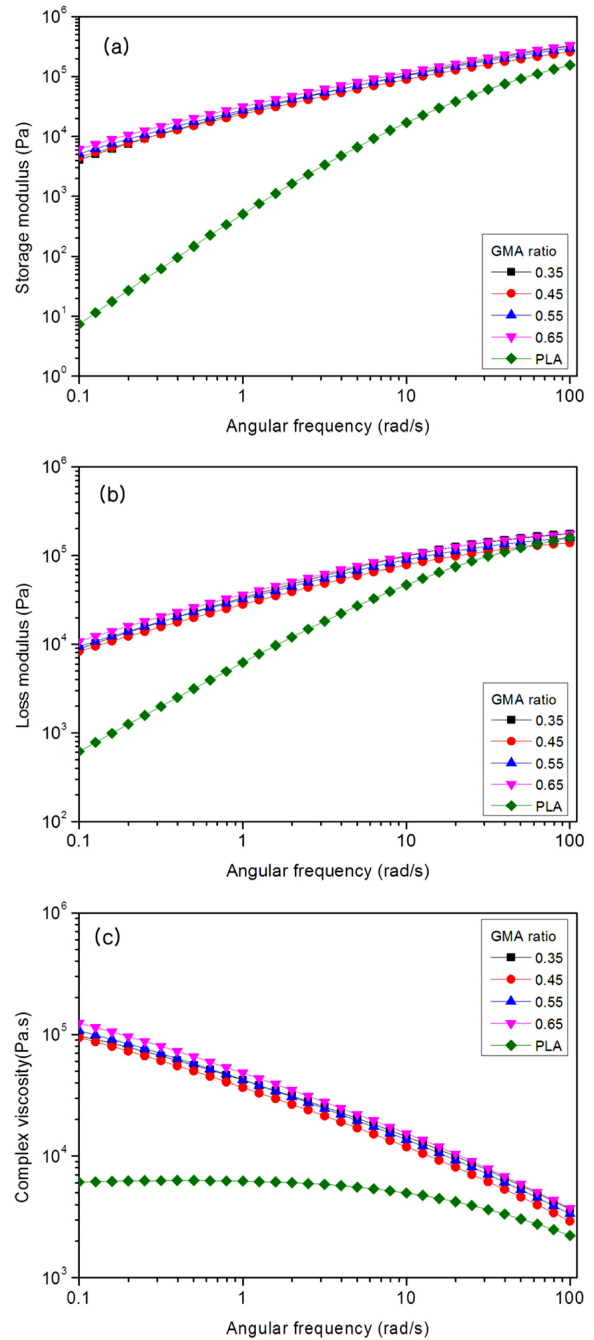 (a)
10^6
10^5
10^4
10^3
10^2
10^1
10^0
Storage modulus (Pa)
GMA ratio
0.35
0.45
0.55
0.65
PLA
0.1 1 10 100
Angular frequency (rad/s)
(b)
10^6
10^5
10^4
10^3
10^2
Loss modulus (Pa)
GMA ratio
0.35
0.45
0.55
0.65
PLA
0.1 1 10 100
Angular frequency (rad/s)
(c)
10^6
10^5
10^4
10^3
Complex viscosity(Pa.s)
GMA ratio
0.35
0.45
0.55
0.65
PLA
0.1 1 10 100
Angular frequency (rad/s)